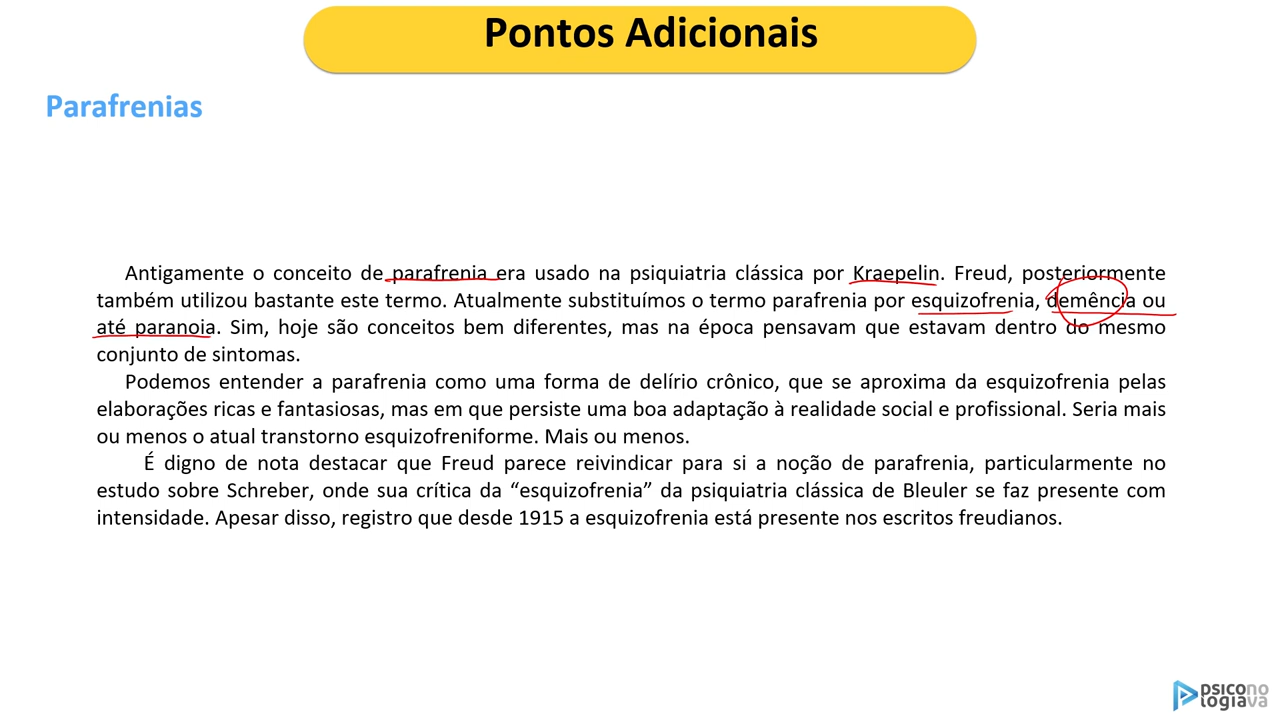 Pontos Adicionais
Parafrenias
Antigamente o conceito de parafrenia era usado na psiquiatria clássica por Kraepelin. Freud, posteriormente
também utilizou bastante este termo. Atualmente substituímos o termo parafrenia por esquizofrenia, demência ou
até paranoia. Sim, hoje são conceitos bem diferentes, mas na época pensavam que estavam dentro do mesmo
conjunto de sintomas.
Podemos entender a parafrenia como uma forma de delírio crônico, que se aproxima da esquizofrenia pelas
elaborações ricas e fantasiosas, mas em que persiste uma boa adaptação à realidade social e profissional. Seria mais
ou menos o atual transtorno esquizofreniforme. Mais ou menos.
É digno de nota destacar que Freud parece reivindicar para si a noção de parafrenia, particularmente no
estudo sobre Schreber, onde sua crítica da “esquizofrenia” da psiquiatria clássica de Bleuler se faz presente com
intensidade. Apesar disso, registro que desde 1915 a esquizofrenia está presente nos escritos freudianos.
psicono
logiava